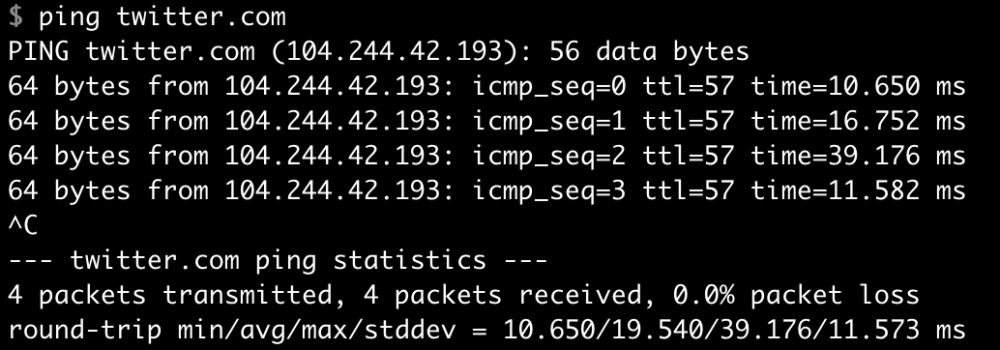 $ ping twitter.com
PING twitter.com (104.244.42.193): 56 data bytes
64 bytes from 104.244.42.193: icmp_seq=0 ttl=57 time=10.650 ms
64 bytes from 104.244.42.193: icmp_seq=1 ttl=57 time=16.752 ms
64 bytes from 104.244.42.193: icmp_seq=2 ttl=57 time=39.176 ms
64 bytes from 104.244.42.193: icmp_seq=3 ttl=57 time=11.582 ms
^C
--- twitter.com ping statistics ---
4 packets transmitted, 4 packets received, 0.0% packet loss
round-trip min/avg/max/stddev = 10.650/19.540/39.176/11.573 ms